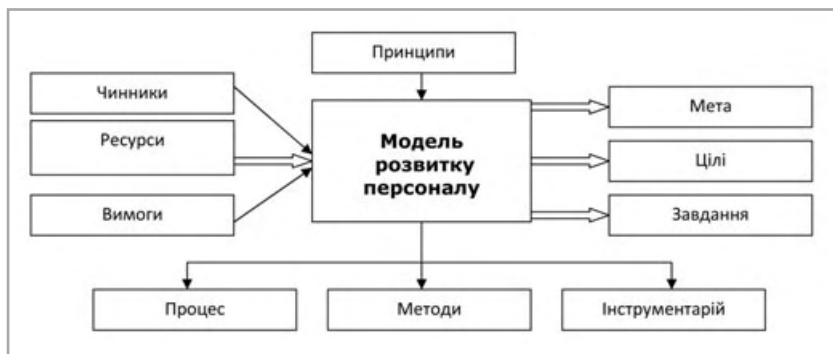 Принципи
Чинники
Ресурси
Вимоги
Модель
розвитку
персоналу
Мета
Цілі
Завдання
Процес
Методи
Інструментарій